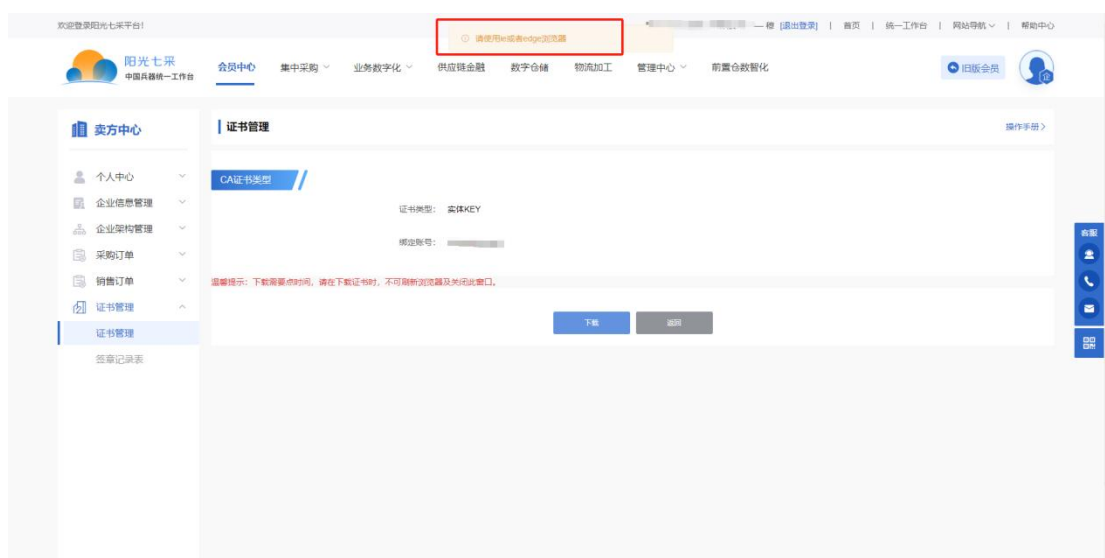 欢迎登录阳光七采平台!
请使用ie或者edge浏览器
[退出登录] | 首页 | 统一工作台 | 网站导航 | 帮助中心
阳光七采
中国兵器统一工作台
会员中心 集中采购 业务数字化 供应链金融 数字仓储 物流加工 管理中心 前置仓数智化
旧版会员
卖方中心
证书管理
操作手册>
个人中心
企业信息管理
企业架构管理
采购订单
销售订单
证书管理
证书管理
签章记录表
CA证书类型
证书类型: 实体KEY
绑定账号:
温馨提示: 下载需要点时间, 请在下载证书时, 不可刷新浏览器及关闭此窗口。
下载 返回
客服